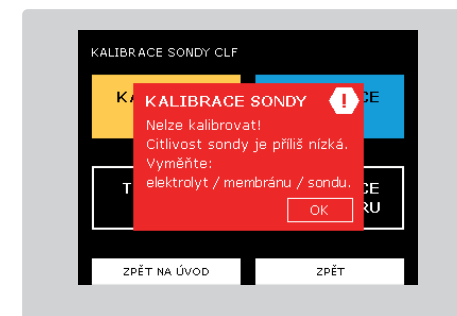 KALIBRACE SONDY CLF
KALIBRACE SONDY !
Nelze kalibrovat!
Citlivost sondy je příliš nízká.
Vyměňte:
elektrolyt / membránu / sondu.
OK
ZPĚT NA ÚVOD
ZPĚT